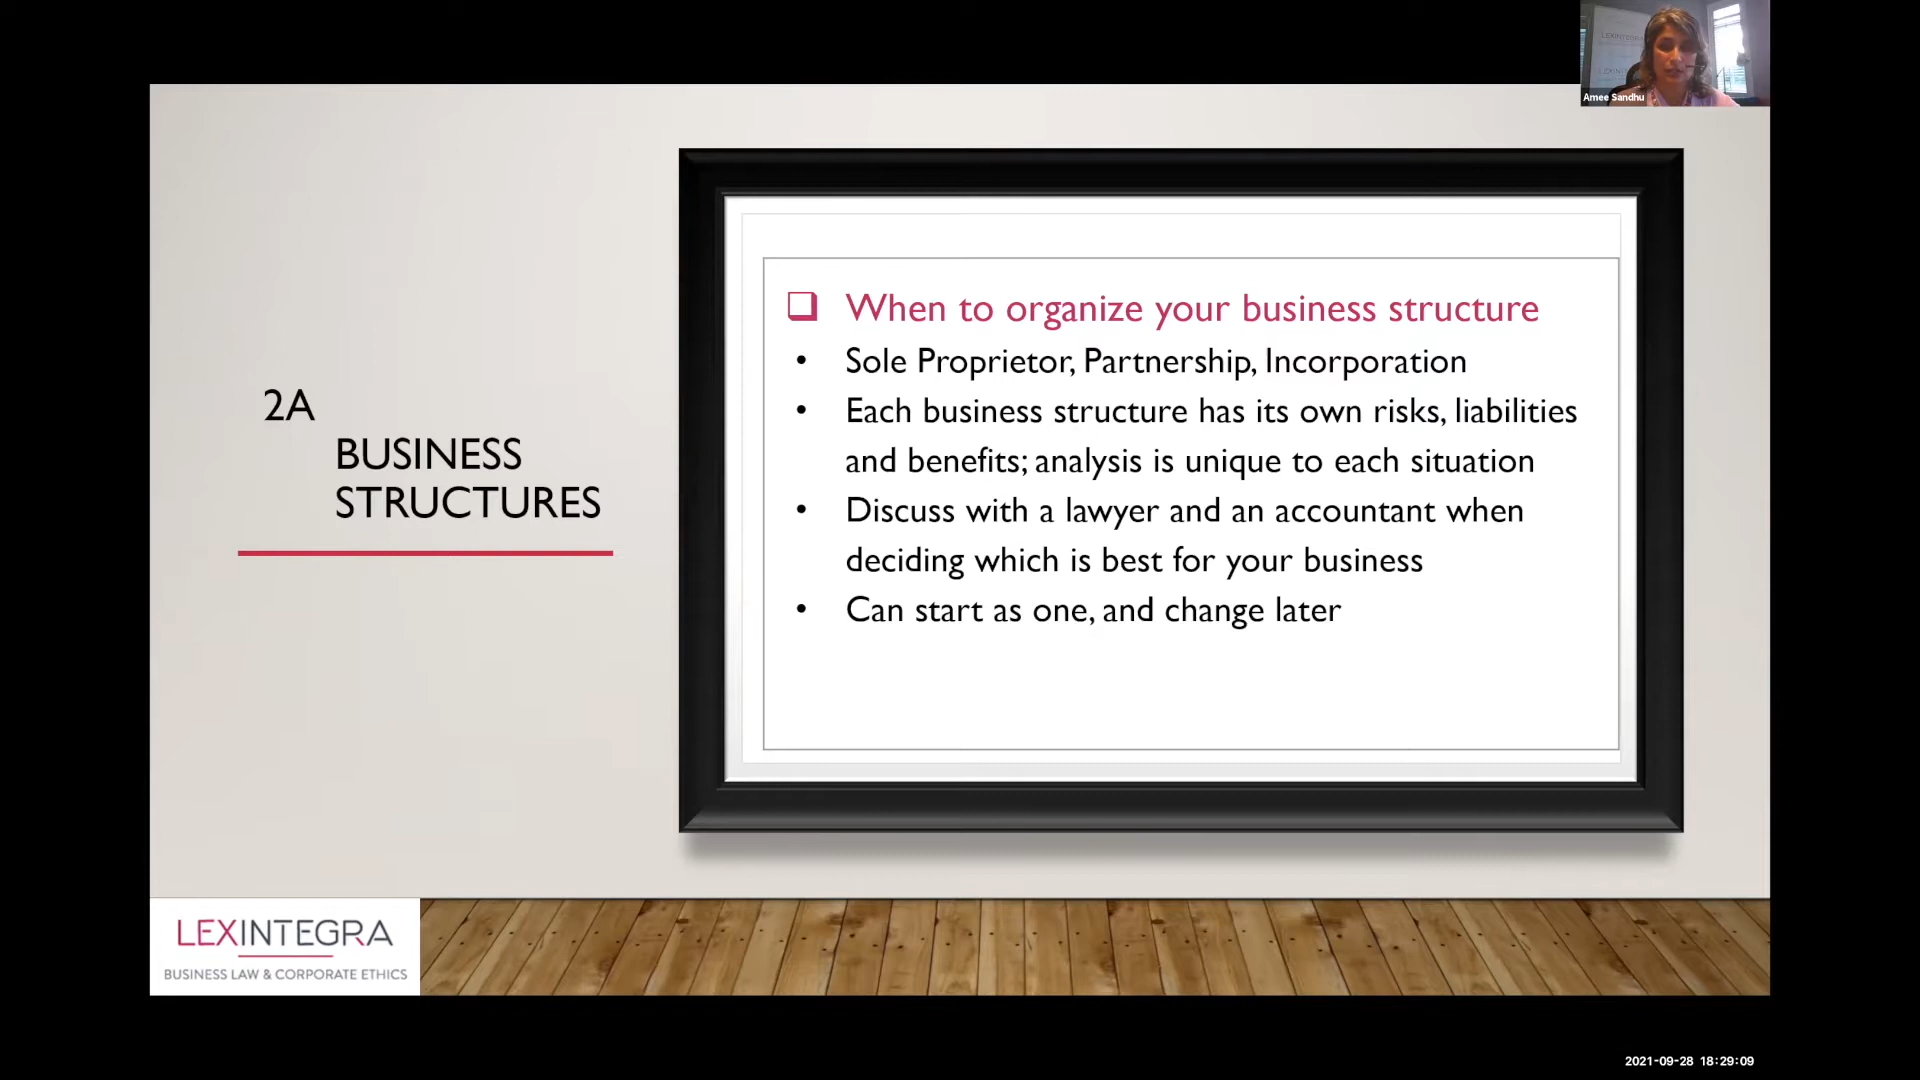 Amee Sandhu
2A
BUSINESS
STRUCTURES
❑ When to organize your business structure
• Sole Proprietor, Partnership, Incorporation
• Each business structure has its own risks, liabilities
and benefits; analysis is unique to each situation
• Discuss with a lawyer and an accountant when
deciding which is best for your business
• Can start as one, and change later
LEXINTEGRA
BUSINESS LAW & CORPORATE ETHICS
2021-09-28 18:29:09